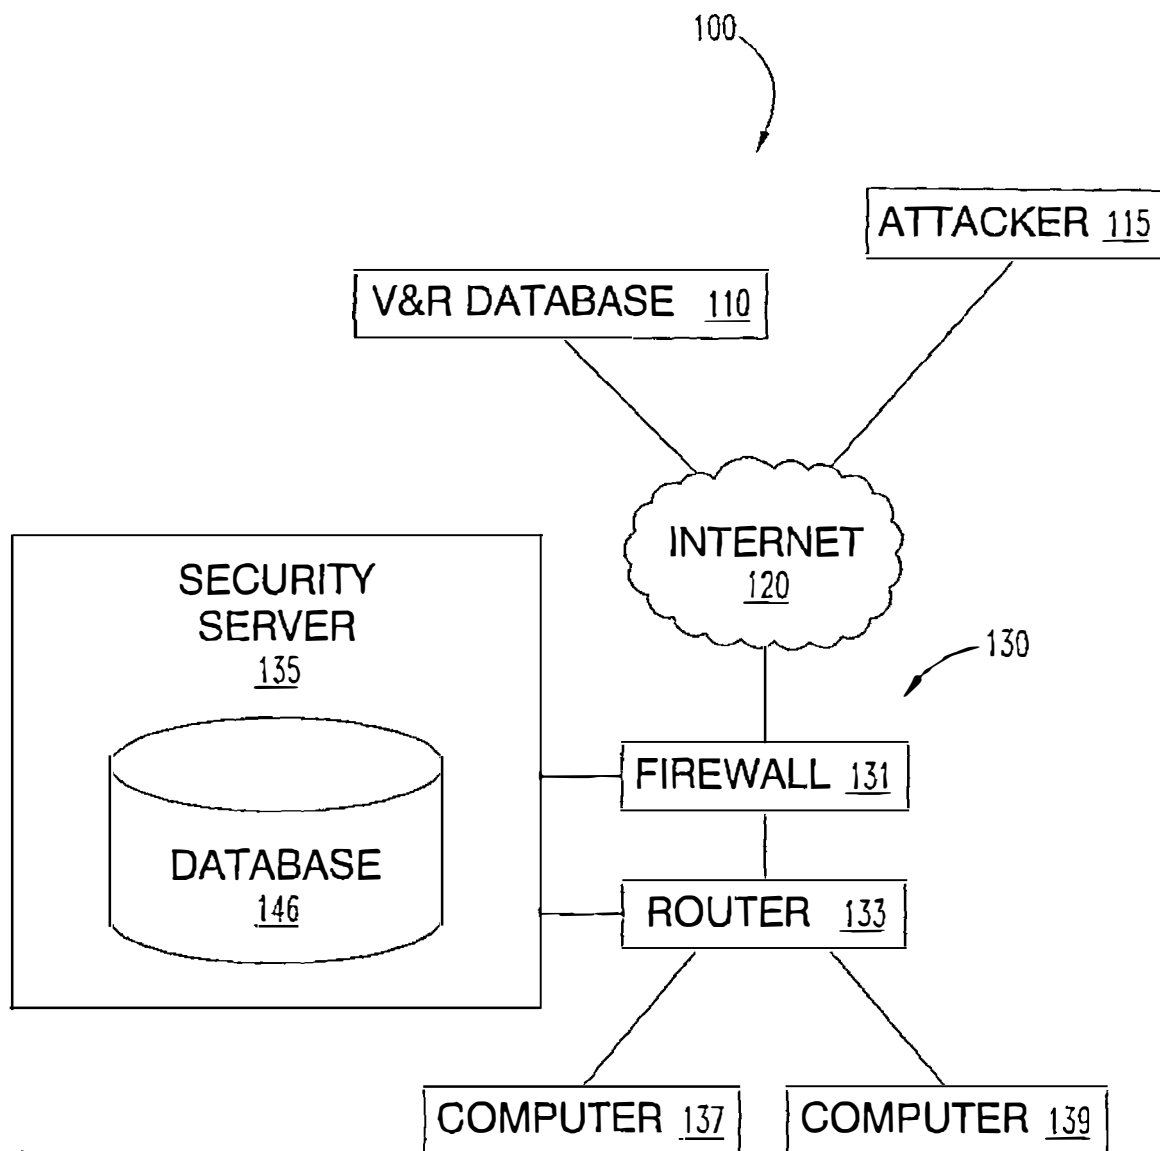 100
ATTACKER 115
V&R DATABASE 110
INTERNET
120
SECURITY
SERVER
135
130
FIREWALL 131
DATABASE
146
ROUTER 133
COMPUTER 137
COMPUTER 139